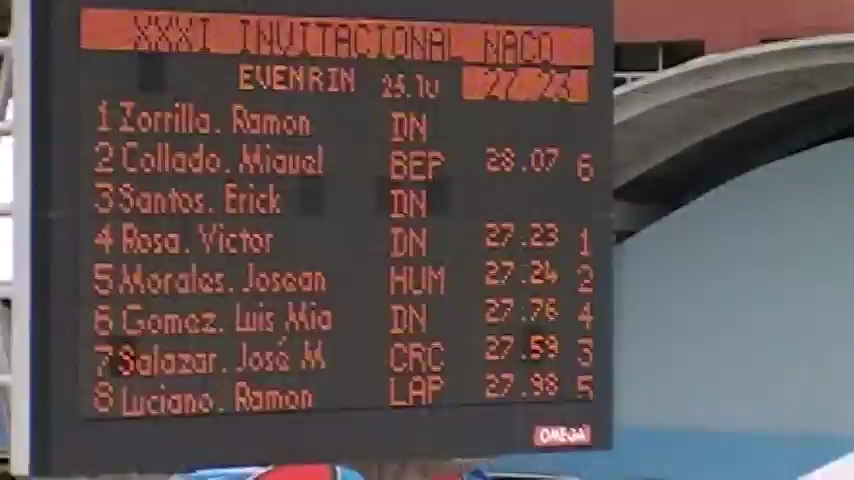 XXXI INVITACIONAL NACO
EVENRIN 27.23
1 Zorrilla. Ramon DN
2 Collado. Miguel BEP 28.07 6
3 Santos. Erick DN
4 Rosa. Victor DN 27.23 1
5 Morales. Josean HUM 27.24 2
6 Gomez. Luis Mia DN 27.76 4
7 Salazar. José M CRC 27.59 3
8 Luciano. Ramon LAP 27.98 5
OMEGA